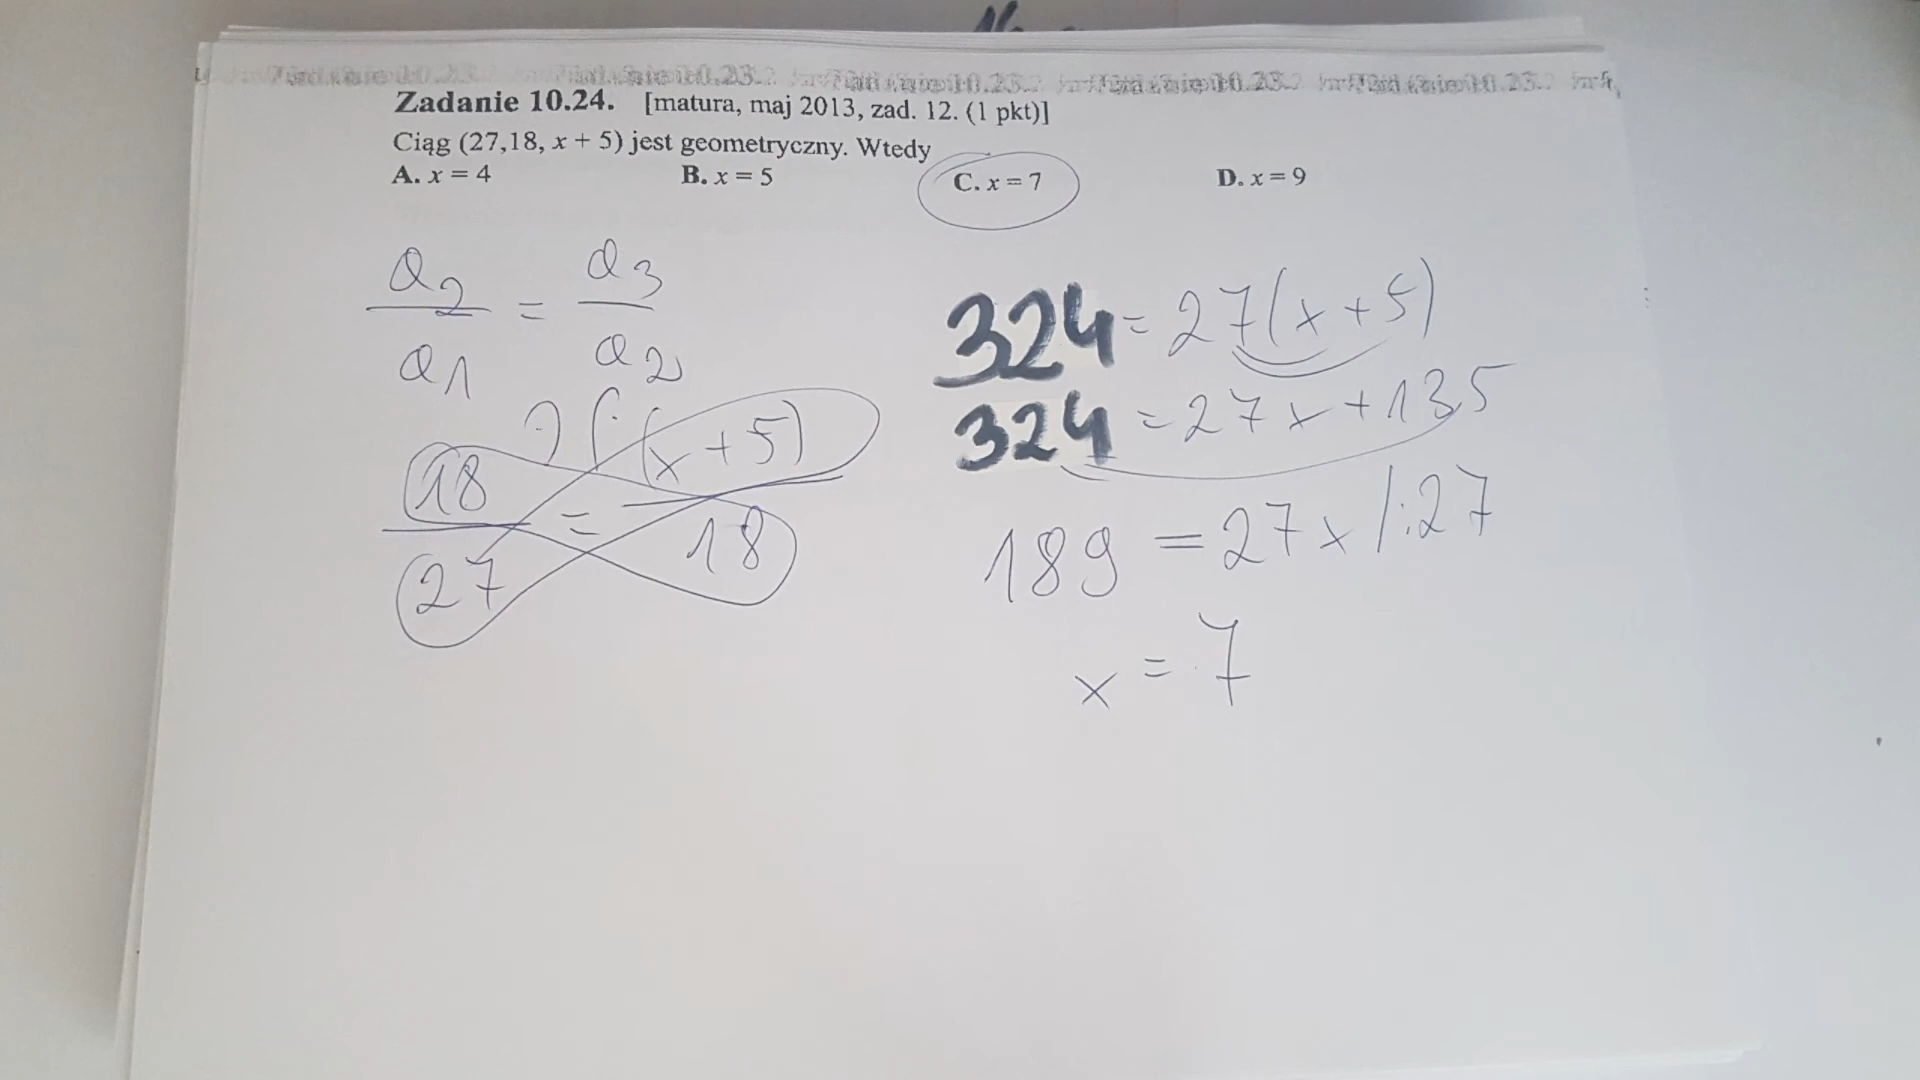 Zadanie 10.24. [matura, maj 2013, zad. 12. (1 pkt)]
Ciąg (27,18, x + 5) jest geometryczny. Wtedy
A. x = 4 B. x = 5 C. x = 7 D. x = 9
a2 = a3
a1 a2
18 = (x + 5)
27 18
324 = 27(x + 5)
324 = 27x + 135
189 = 27x /:27
x = 7